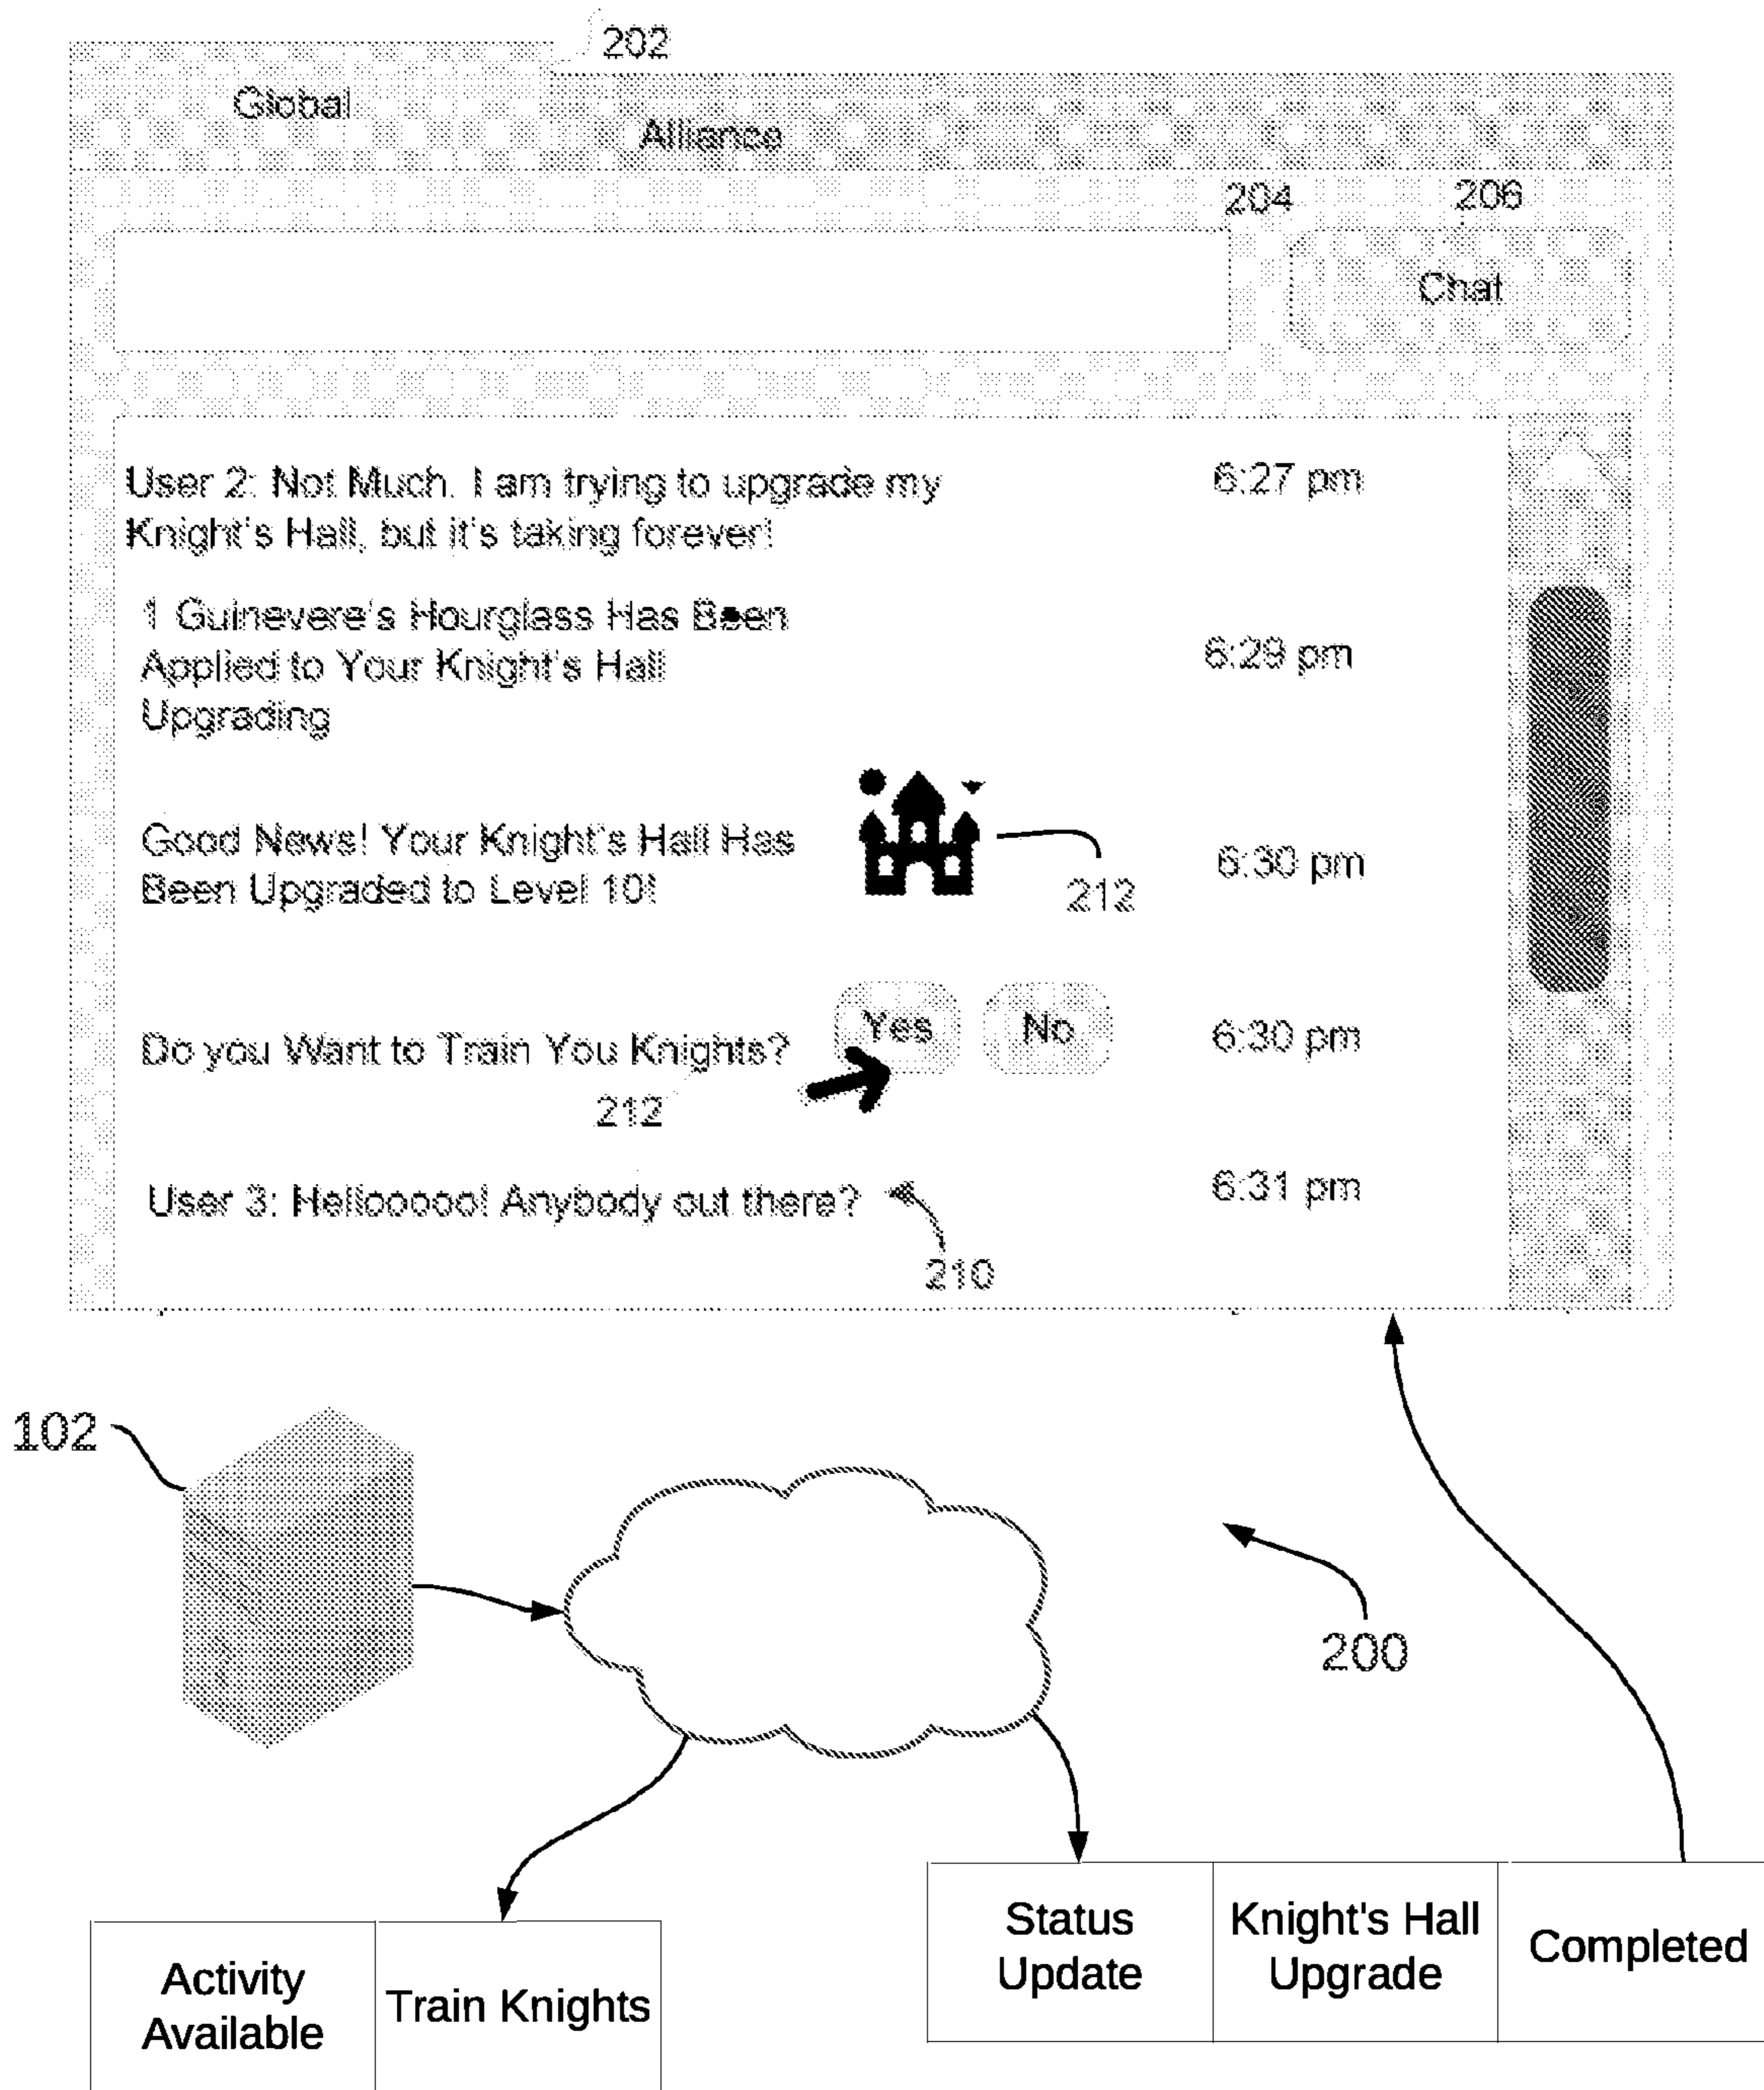 202
Global
Alliance
204
206
Chat
User 2: Not Much. I am trying to upgrade my
Knight's Hall, but it's taking forever!
6:27 pm
1 Guinevere's Hourglass Has Been
Applied to Your Knight's Hall
Upgrading
6:29 pm
Good News! Your Knight's Hall Has
Been Upgraded to Level 10!
212
6:30 pm
Do you Want to Train You Knights?
Yes
No
6:30 pm
212
User 3: Helloooooo! Anybody out there?
6:31 pm
210
102
200
Status
Update
Knight's Hall
Upgrade
Completed
Activity
Available
Train Knights